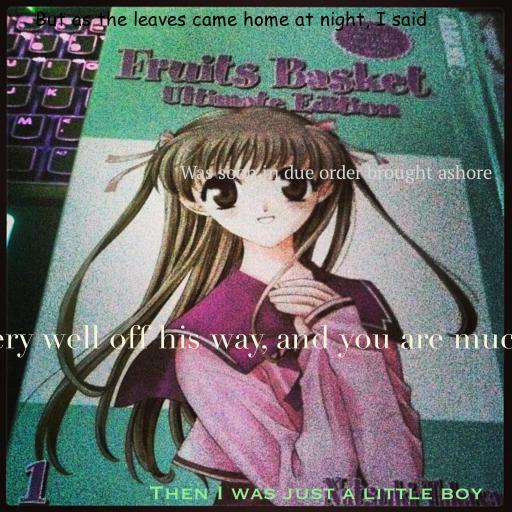 But as the leaves came home at night, I said
Fruits Basket
Ultimate Edition
Was soon in due order brought ashore
ery well off his way, and you are muc
Then I was just a little boy
1